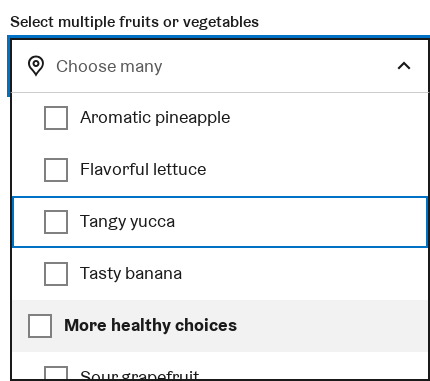 Select multiple fruits or vegetables
Choose many
Aromatic pineapple
Flavorful lettuce
Tangy yucca
Tasty banana
More healthy choices
Sour grapefruit